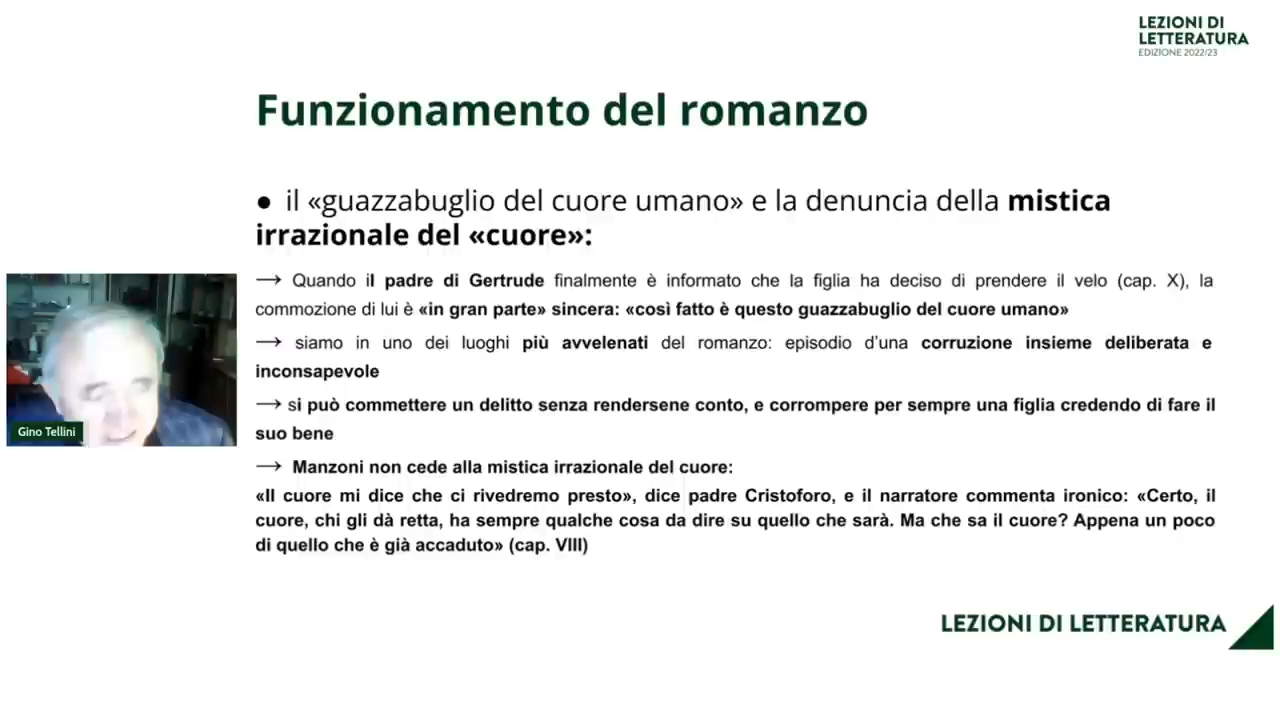 LEZIONI DI
LETTERATURA
EDIZIONE 2022/23
Funzionamento del romanzo
● il «guazzabuglio del cuore umano» e la denuncia della mistica
irrazionale del «cuore»:
→ Quando il padre di Gertrude finalmente è informato che la figlia ha deciso di prendere il velo (cap. X), la
commozione di lui è «in gran parte» sincera: «così fatto è questo guazzabuglio del cuore umano»
→ siamo in uno dei luoghi più avvelenati del romanzo: episodio d'una corruzione insieme deliberata e
inconsapevole
→ si può commettere un delitto senza rendersene conto, e corrompere per sempre una figlia credendo di fare il
suo bene
→ Manzoni non cede alla mistica irrazionale del cuore:
«Il cuore mi dice che ci rivedremo presto», dice padre Cristoforo, e il narratore commenta ironico: «Certo, il
cuore, chi gli dà retta, ha sempre qualche cosa da dire su quello che sarà. Ma che sa il cuore? Appena un poco
di quello che è già accaduto» (cap. VIII)
Gino Tellini
LEZIONI DI LETTERATURA